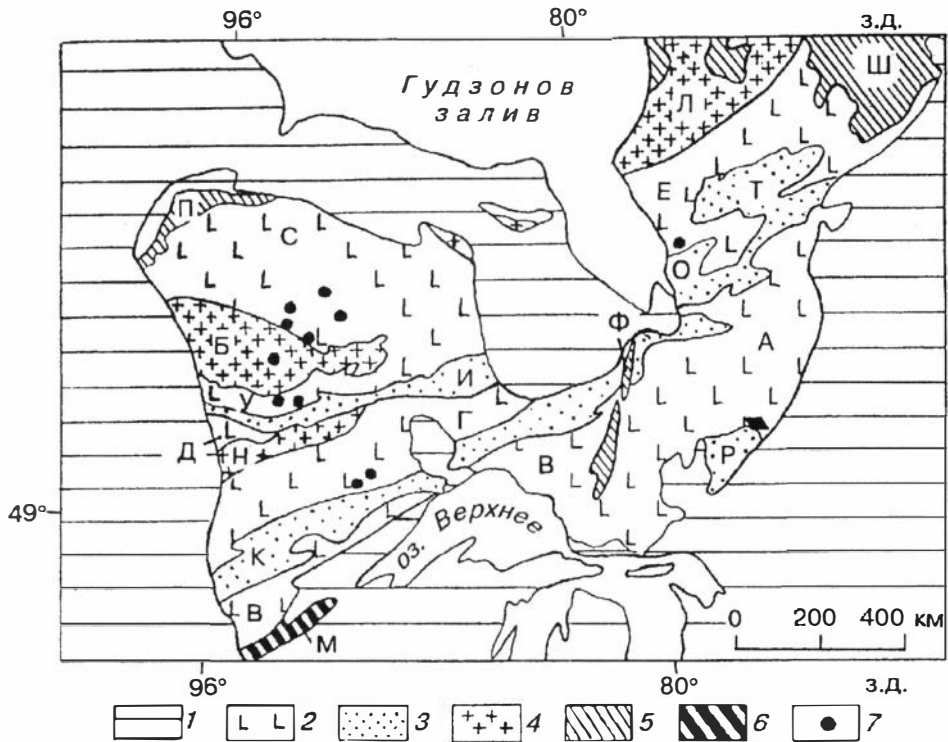 96° 80° з.д.
Гудзонов
залив
Л
Ш
Е
Т
П
С
О
Ф
А
Б
У
И
Г
Д
Н
В
Р
49°
К
оз. Верхнее
В
М
0 200 400 км
96° 80° з.д.
1 2 3 4 5 6 7